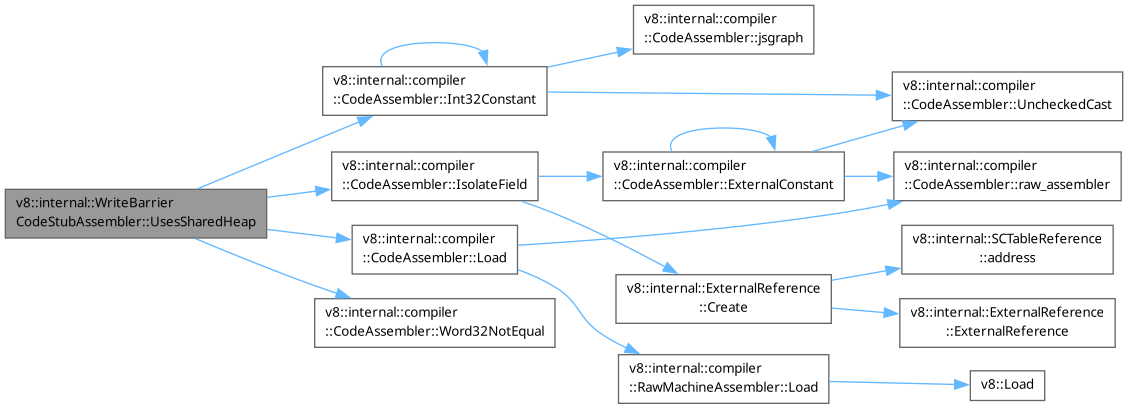 v8::internal::WriteBarrier
CodeStubAssembler::UsesSharedHeap
v8::internal::compiler
::CodeAssembler::Int32Constant
v8::internal::compiler
::CodeAssembler::IsolateField
v8::internal::compiler
::CodeAssembler::Load
v8::internal::compiler
::CodeAssembler::Word32NotEqual
v8::internal::compiler
::CodeAssembler::jsgraph
v8::internal::compiler
::CodeAssembler::ExternalConstant
v8::internal::ExternalReference
::Create
v8::internal::compiler
::RawMachineAssembler::Load
v8::internal::compiler
::CodeAssembler::UncheckedCast
v8::internal::compiler
::CodeAssembler::raw_assembler
v8::internal::SCTableReference
::address
v8::internal::ExternalReference
::ExternalReference
v8::Load